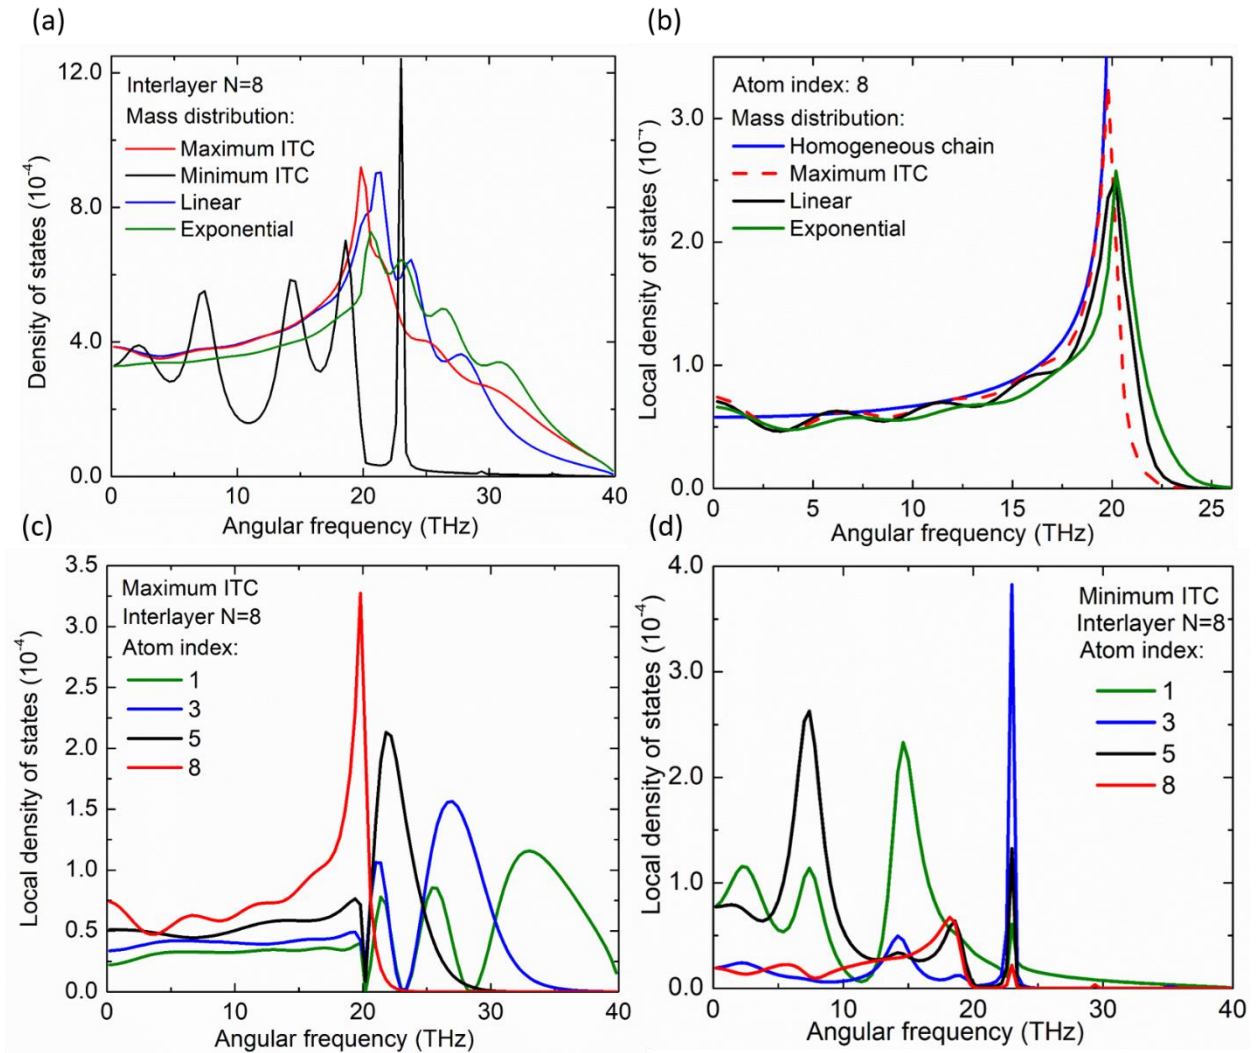 (a)
Density of states (10⁻⁴)
12.0
8.0
4.0
0.0
Interlayer N=8
Mass distribution:
Maximum ITC
Minimum ITC
Linear
Exponential
0 10 20 30 40
Angular frequency (THz)
(b)
Local density of states (10⁻⁴)
3.0
2.0
1.0
0.0
Atom index: 8
Mass distribution:
Homogeneous chain
Maximum ITC
Linear
Exponential
0 5 10 15 20 25
Angular frequency (THz)
(c)
Local density of states (10⁻⁴)
3.5
3.0
2.5
2.0
1.5
1.0
0.5
0.0
Maximum ITC
Interlayer N=8
Atom index:
1
3
5
8
0 10 20 30 40
Angular frequency (THz)
(d)
Local density of states (10⁻⁴)
4.0
3.0
2.0
1.0
0.0
Minimum ITC
Interlayer N=8
Atom index:
1
3
5
8
0 10 20 30 40
Angular frequency (THz)